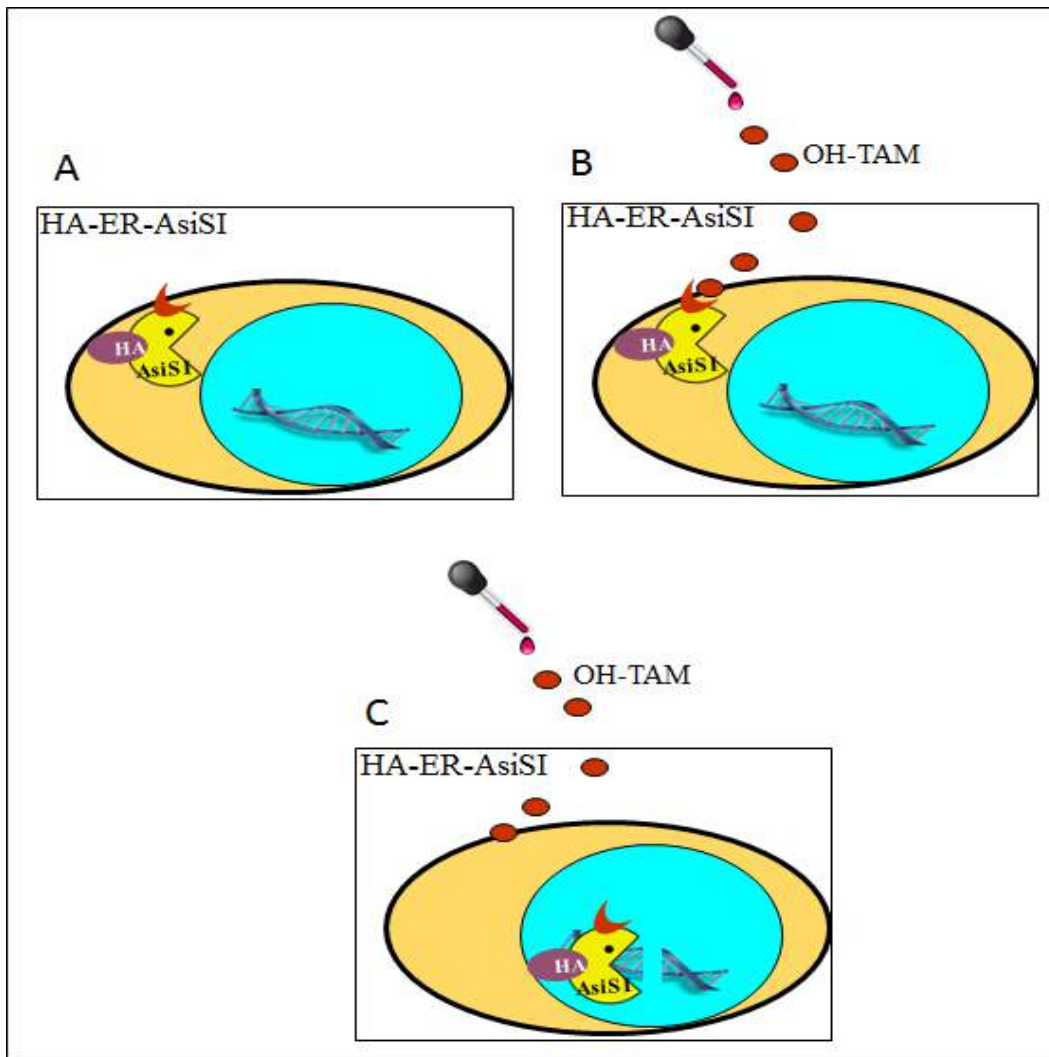 A
HA-ER-AsiSI
HA
AsiSI
B
OH-TAM
HA-ER-AsiSI
HA
AsiSI
C
OH-TAM
HA-ER-AsiSI
HA
AsiSI